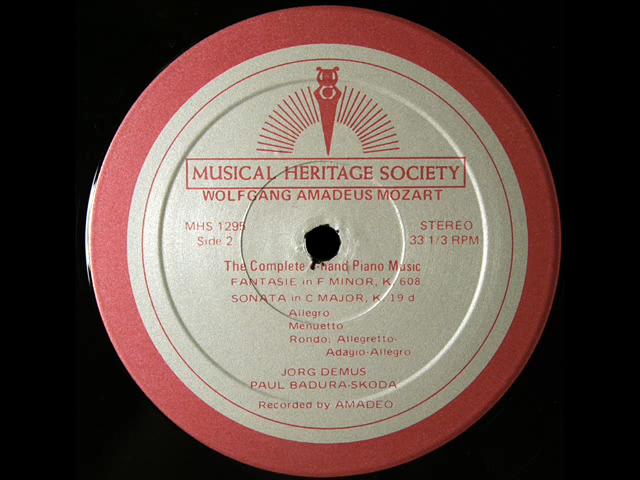 MUSICAL HERITAGE SOCIETY
WOLFGANG AMADEUS MOZART
MHS 1295 STEREO
Side 2 33 1/3 RPM
The Complete -hand Piano Music
FANTASIE in F MINOR, K. 608
SONATA in C MAJOR, K. 19 d
Allegro
Menuetto
Rondo; Allegretto-
Adagio-Allegro
JORG DEMUS
PAUL BADURA-SKODA
Recorded by AMADEO